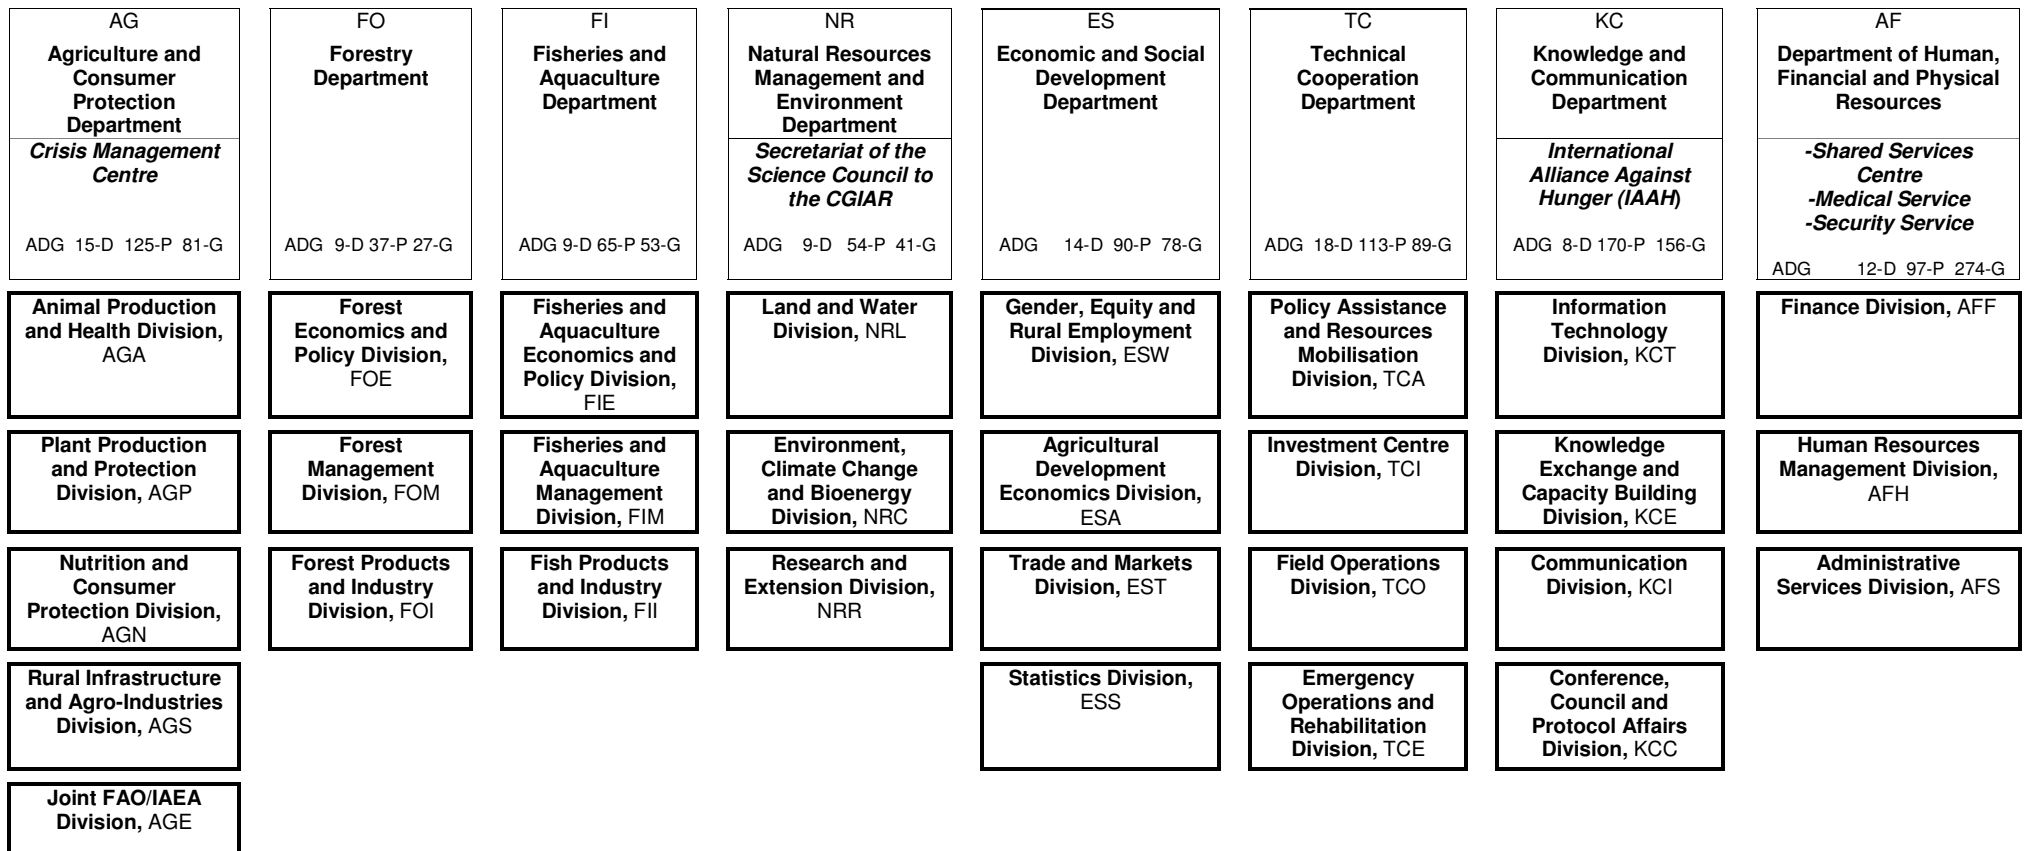 AG
Agriculture and
Consumer
Protection
Department
Crisis Management
Centre
ADG 15-D 125-P 81-G
Animal Production
and Health Division,
AGA
Plant Production
and Protection
Division, AGP
Nutrition and
Consumer
Protection Division,
AGN
Rural Infrastructure
and Agro-Industries
Division, AGS
Joint FAO/IAEA
Division, AGE
FO
Forestry
Department
ADG 9-D 37-P 27-G
Forest
Economics and
Policy Division,
FOE
Forest
Management
Division, FOM
Forest Products
and Industry
Division, FOI
FI
Fisheries and
Aquaculture
Department
ADG 9-D 65-P 53-G
Fisheries and
Aquaculture
Economics and
Policy Division,
FIE
Fisheries and
Aquaculture
Management
Division, FIM
Fish Products
and Industry
Division, FII
NR
Natural Resources
Management and
Environment
Department
Secretariat of the
Science Council to
the CGIAR
ADG 9-D 54-P 41-G
Land and Water
Division, NRL
Environment,
Climate Change
and Bioenergy
Division, NRC
Research and
Extension Division,
NRR
ES
Economic and Social
Development
Department
ADG 14-D 90-P 78-G
Gender, Equity and
Rural Employment
Division, ESW
Agricultural
Development
Economics Division,
ESA
Trade and Markets
Division, EST
Statistics Division,
ESS
TC
Technical
Cooperation
Department
ADG 18-D 113-P 89-G
Policy Assistance
and Resources
Mobilisation
Division, TCA
Investment Centre
Division, TCI
Field Operations
Division, TCO
Emergency
Operations and
Rehabilitation
Division, TCE
KC
Knowledge and
Communication
Department
International
Alliance Against
Hunger (IAAH)
ADG 8-D 170-P 156-G
Information
Technology
Division, KCT
Knowledge
Exchange and
Capacity Building
Division, KCE
Communication
Division, KCI
Conference,
Council and
Protocol Affairs
Division, KCC
AF
Department of Human,
Financial and Physical
Resources
-Shared Services
Centre
-Medical Service
-Security Service
ADG 12-D 97-P 274-G
Finance Division, AFF
Human Resources
Management Division,
AFH
Administrative
Services Division, AFS